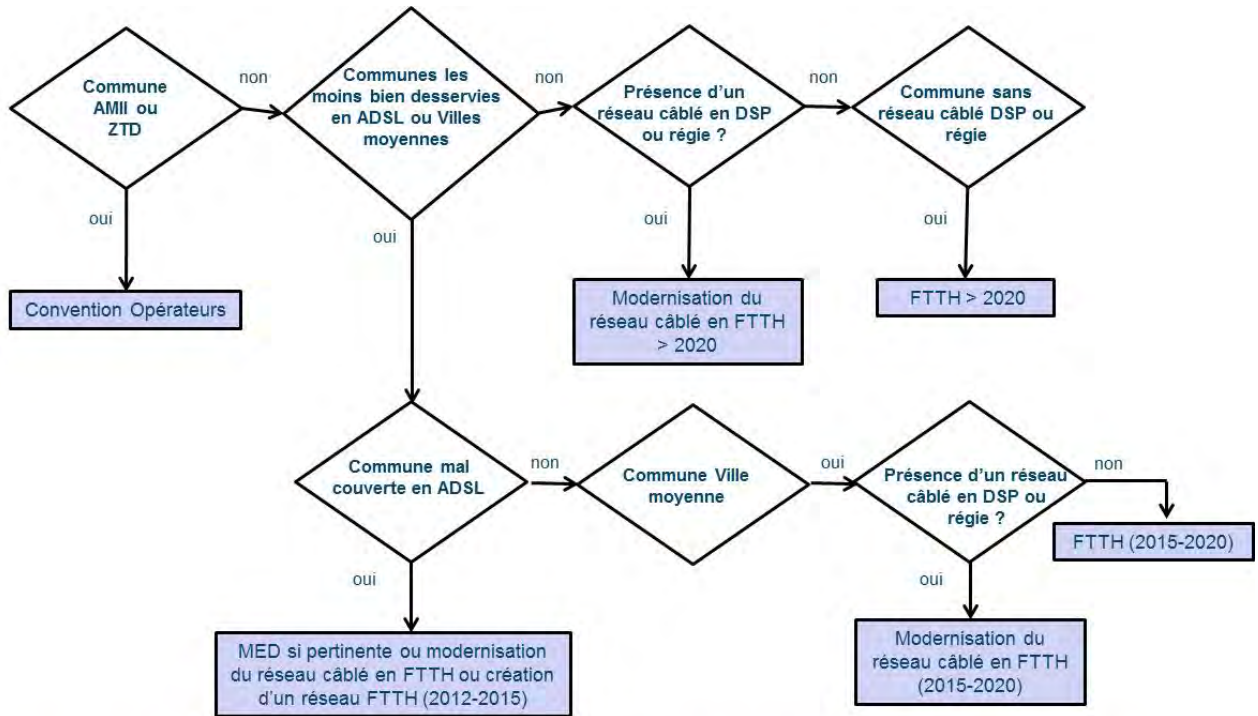 Commune
AMII ou
ZTD
non
Communes les
moins bien desservies
en ADSL ou Villes
moyennes
non
Présence d'un
réseau câblé en DSP
ou régie ?
non
Commune sans
réseau câblé DSP ou
régie
oui
oui
oui
oui
Convention Opérateurs
Modernisation du
réseau câblé en FTTH
> 2020
FTTH > 2020
Commune mal
couverte en ADSL
non
Commune Ville
moyenne
oui
Présence d'un réseau
câblé en DSP ou
régie ?
non
FTTH (2015-2020)
oui
oui
MED si pertinente ou modernisation
du réseau câblé en FTTH ou création
d'un réseau FTTH (2012-2015)
Modernisation du
réseau câblé en FTTH
(2015-2020)